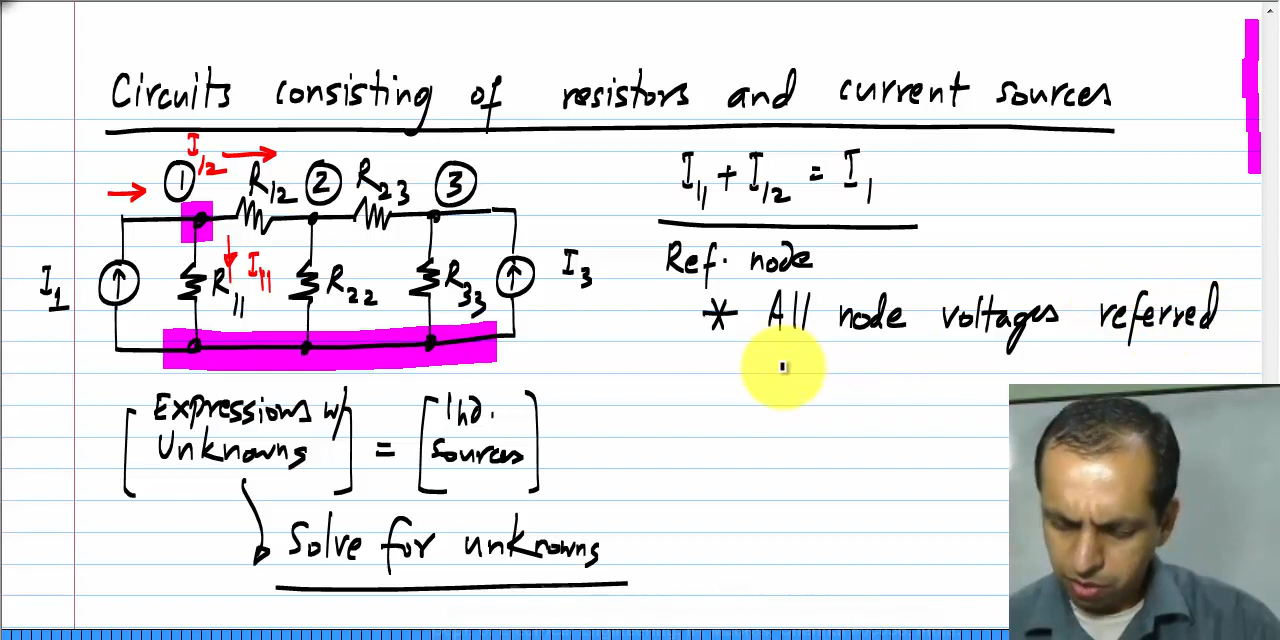 Circuits consisting of resistors and current sources
I12
1 R12 2 R23 3
I1 R11 I11 R22 R33 I3
I11 + I12 = I1
Ref. node
* All node voltages referred
[Expressions w/ Unknowns] = [Ind. sources]
Solve for unknowns